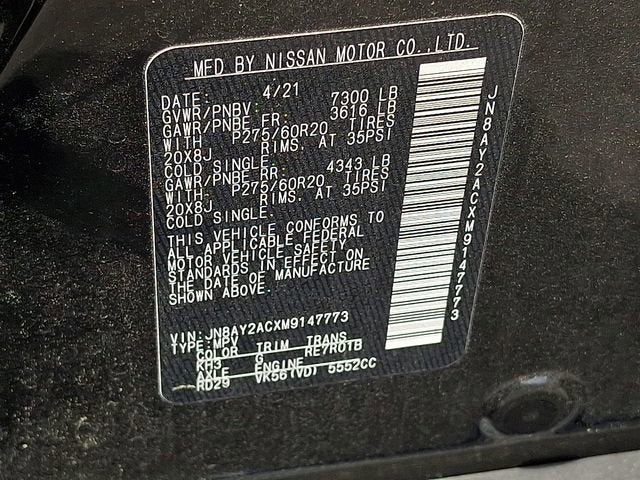 MFD BY NISSAN MOTOR CO.,LTD.
DATE: 4/21
GVWR/PNBV: 7300 LB
GAWR/PNBE FR: 3616 LB
WITH P275/60R20 TIRES
20X8J RIMS. AT 35PSI
COLD SINGLE.
GAWR/PNBE RR: 4343 LB
WITH P275/60R20 TIRES
20X8J RIMS. AT 35PSI
COLD SINGLE.
THIS VEHICLE CONFORMS TO
ALL APPLICABLE FEDERAL
MOTOR VEHICLE SAFETY
STANDARDS IN EFFECT ON
THE DATE OF MANUFACTURE
SHOWN ABOVE.
VIN: JN8AY2ACXM9147773
TYPE: MPV
COLOR TRIM TRANS
KH3 G RE7R01B
AXLE ENGINE
RD29 VK56(VD) 5552CC
JN8AY2ACXM9147773